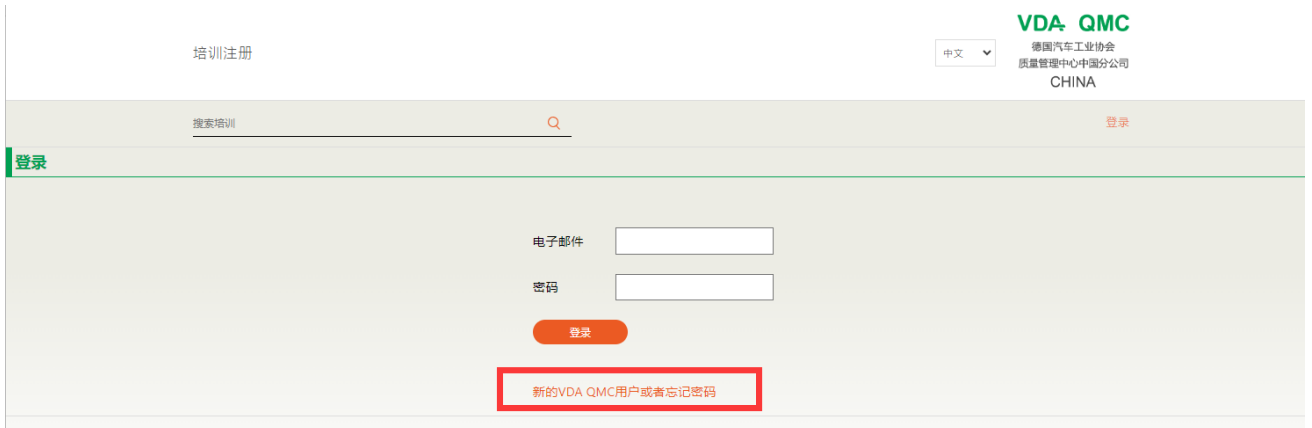 培训注册
中文
VDA QMC
德国汽车工业协会
质量管理中心中国分公司
CHINA
搜索培训
登录
登录
电子邮件
密码
登录
新的VDA QMC用户或者忘记密码